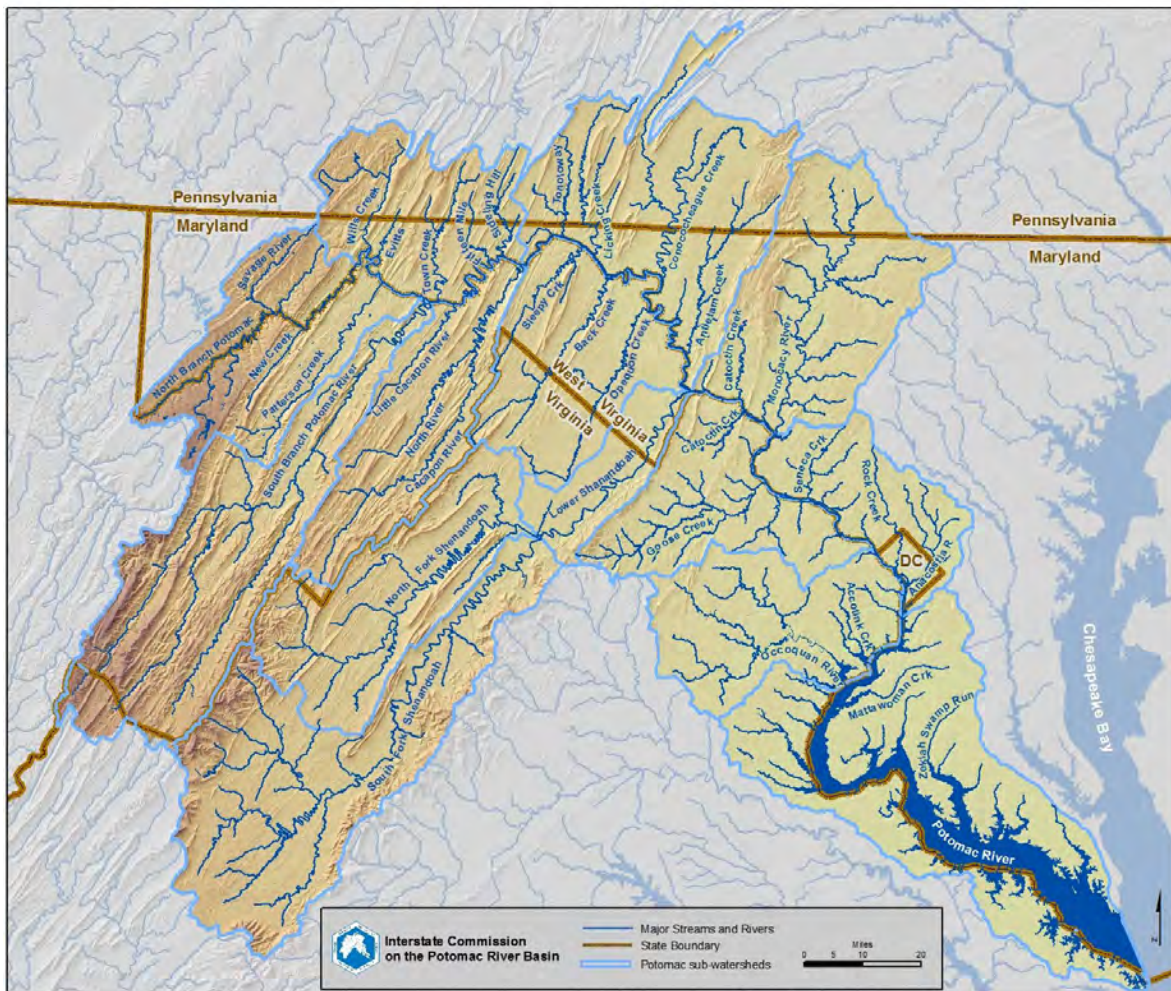 Pennsylvania
Maryland
Pennsylvania
Maryland
Wills Creek
Evitts
Town Creek
Fifteen Mile
Sideling Hill
Tonoloway
Licking Creek
Conococheague Creek
Savage River
North Branch Potomac
New Creek
Patterson Creek
South Branch Potomac River
Little Cacapon River
North River
Cacapon River
Sleepy Crk
Back Creek
Opequon Creek
Antietam Creek
Catoctin Creek
Monocacy River
West Virginia
Virginia
Catoctin Crk
Seneca Crk
Rock Creek
Lower Shenandoah
Goose Creek
DC
Anacostia R
North Fork Shenandoah
Accotink Crk
Occoquan River
South Fork Shenandoah
Mattawoman Crk
Zekiah Swamp Run
Chesapeake Bay
Potomac River
Interstate Commission
on the Potomac River Basin
Major Streams and Rivers
State Boundary
Potomac sub-watersheds
Miles
0 5 10 20
N